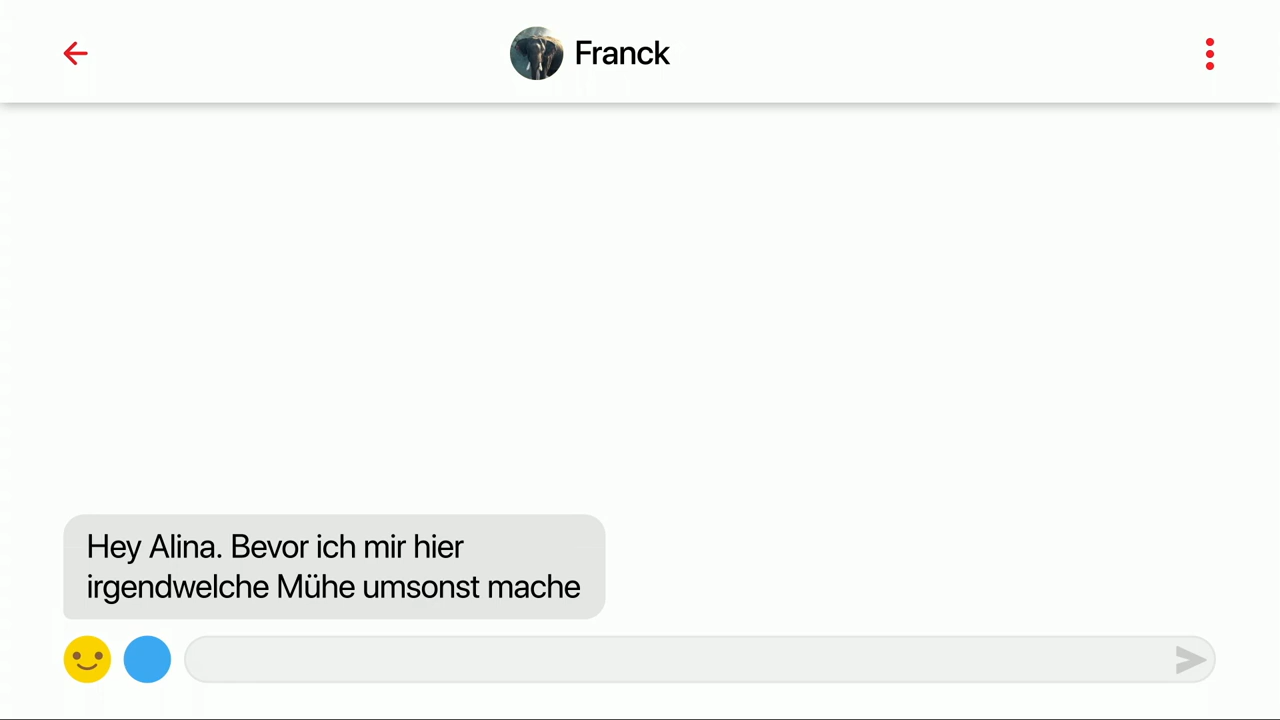 Franck
Hey Alina. Bevor ich mir hier
irgendwelche Mühe umsonst mache